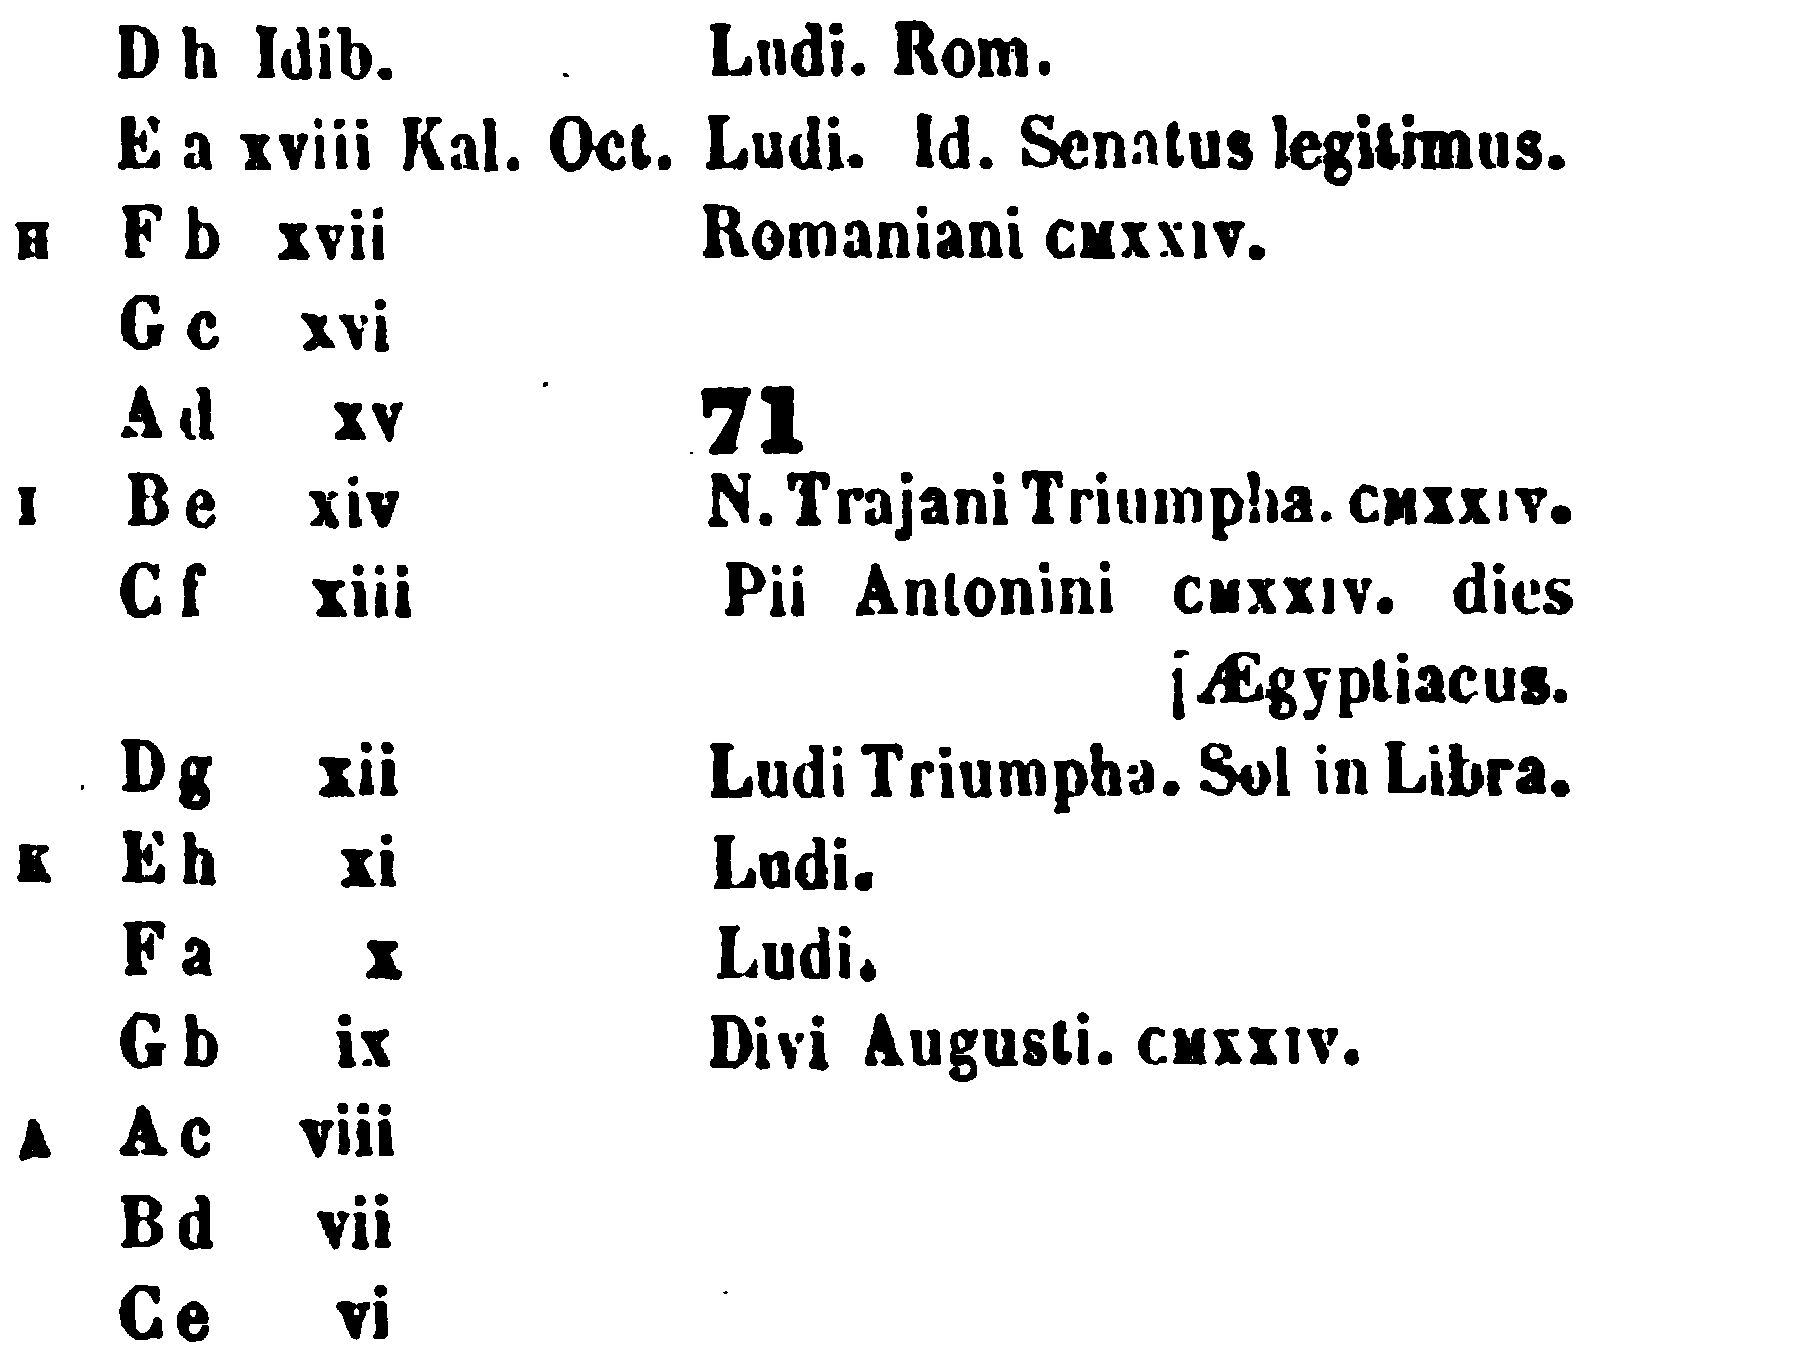 D h Idib. Ludi. Rom.
E a xviii Kal. Oct. Ludi. Id. Senatus legitimus.
H F b xvii Romaniani CMXXIV.
G c xvi
A d xv 71
I B e xiv N. Trajani Triumpha. CMXXIV.
C f xiii Pii Antonini CMXXIV. dies
[Ægyptiacus.
D g xii Ludi Triumpha. Sol in Libra.
K E h xi Ludi.
F a x Ludi.
G b ix Divi Augusti. CMXXIV.
A A c viii
B d vii
C e vi